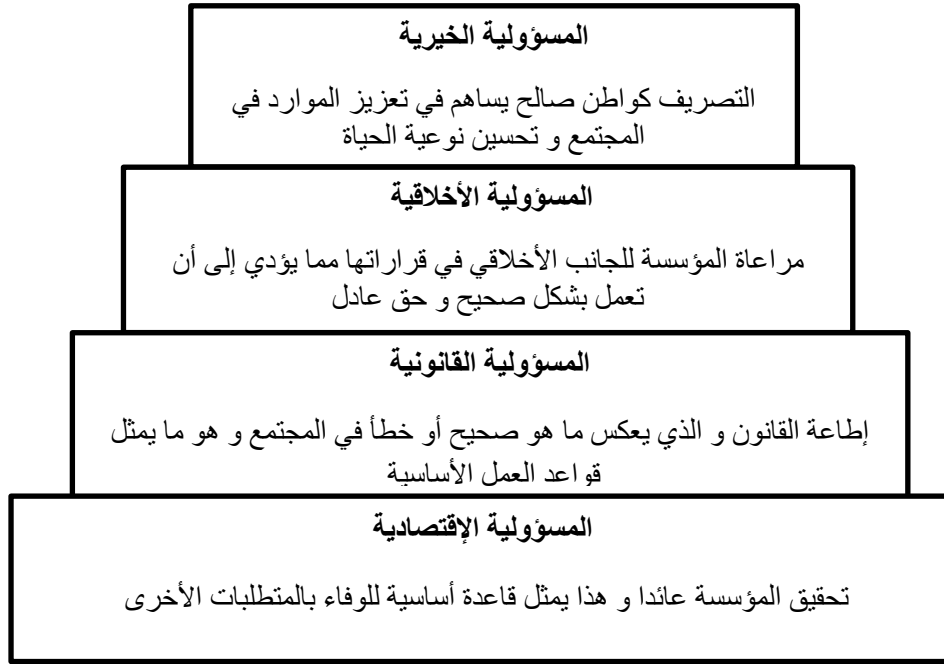 المسؤولية الخيرية
التصريف كواطن صالح يساهم في تعزيز الموارد في
المجتمع و تحسين نوعية الحياة
المسؤولية الأخلاقية
مراعاة المؤسسة للجانب الأخلاقي في قراراتها مما يؤدي إلى أن
تعمل بشكل صحيح و حق عادل
المسؤولية القانونية
إطاعة القانون و الذي يعكس ما هو صحيح أو خطأ في المجتمع و هو ما يمثل
قواعد العمل الأساسية
المسؤولية الإقتصادية
تحقيق المؤسسة عائدا و هذا يمثل قاعدة أساسية للوفاء بالمتطلبات الأخرى